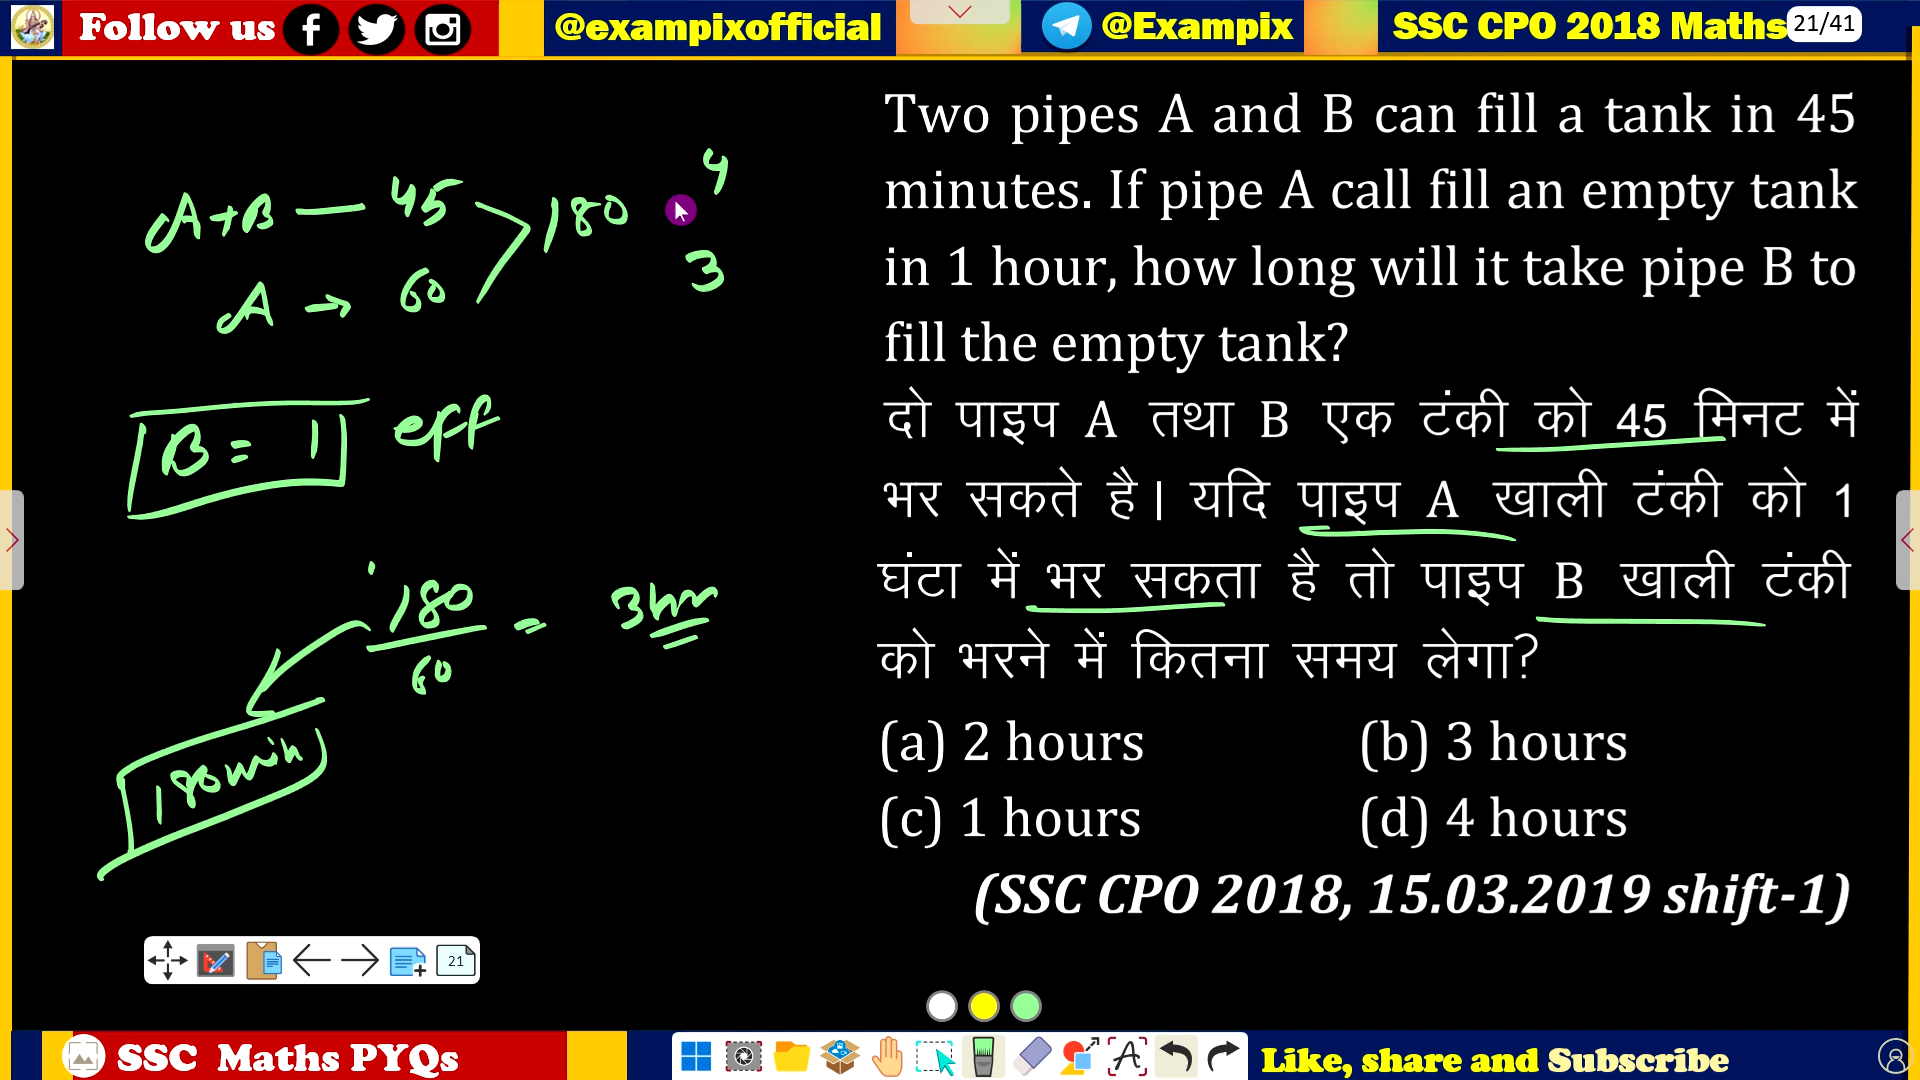 Follow us
@exampixofficial
@Exampix
SSC CPO 2018 Maths
21/41
A+B — 45
180
4
A → 60
3
B = 1 eff
180/60 = 3hr
180min
Two pipes A and B can fill a tank in 45
minutes. If pipe A call fill an empty tank
in 1 hour, how long will it take pipe B to
fill the empty tank?
दो पाइप A तथा B एक टंकी को 45 मिनट में
भर सकते है। यदि पाइप A खाली टंकी को 1
घंटा में भर सकता है तो पाइप B खाली टंकी
को भरने में कितना समय लेगा?
(a) 2 hours (b) 3 hours
(c) 1 hours (d) 4 hours
(SSC CPO 2018, 15.03.2019 shift-1)
21
SSC Maths PYQs
Like, share and Subscribe